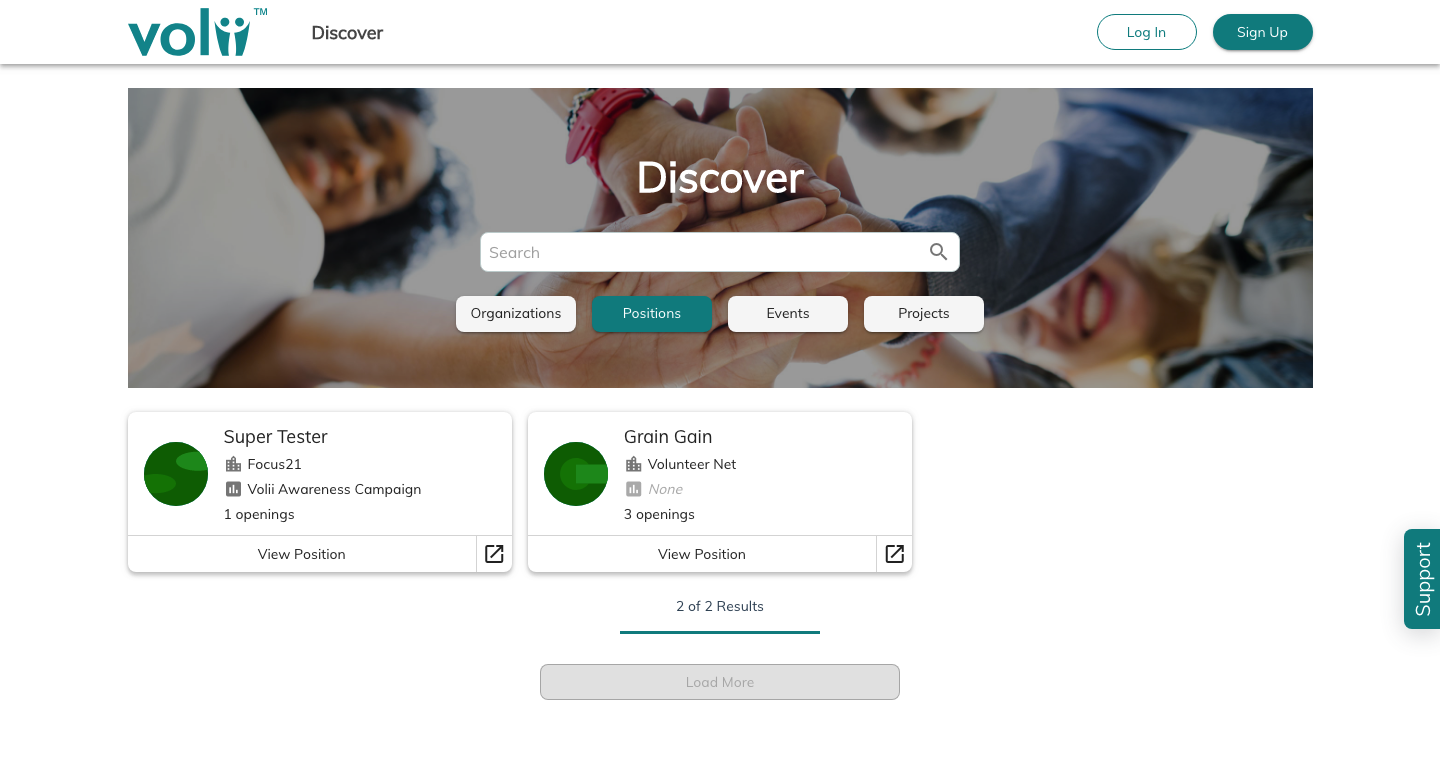 volii™
Discover
Log In
Sign Up
Discover
Search
Organizations
Positions
Events
Projects
Super Tester
Focus21
Volii Awareness Campaign
1 openings
View Position
Grain Gain
Volunteer Net
None
3 openings
View Position
Support
2 of 2 Results
Load More